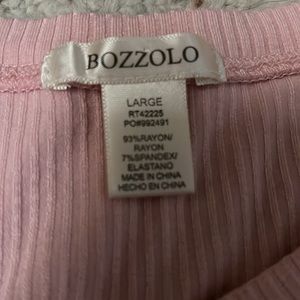 BOZZOLO
LARGE
RT42225
PO#992491
93%RAYON/
RAYON
7%SPANDEX/
ELASTANO
MADE IN CHINA
HECHO EN CHINA